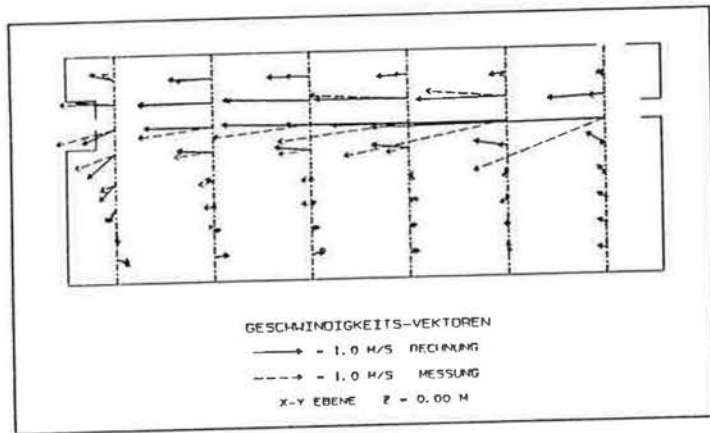 GESCHWINDIGKEITS-VEKTOREN
- 1.0 M/S RECHNUNG
- 1.0 M/S MESSUNG
X-Y EBENE Z - 0.00 M